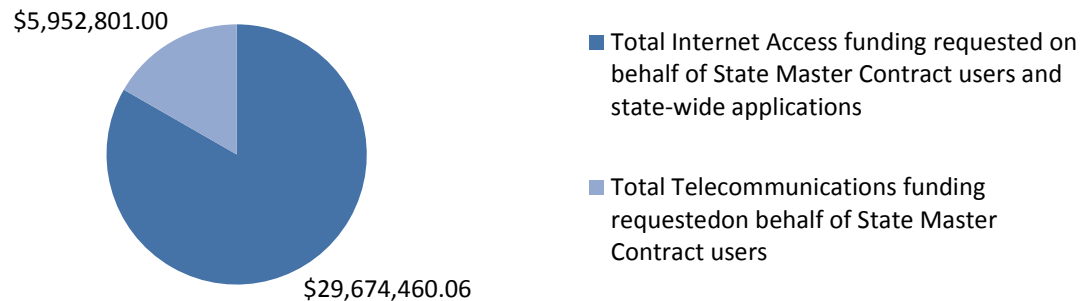 $5,952,801.00
Total Internet Access funding requested on
behalf of State Master Contract users and
state-wide applications
Total Telecommunications funding
requestedon behalf of State Master
Contract users
$29,674,460.06